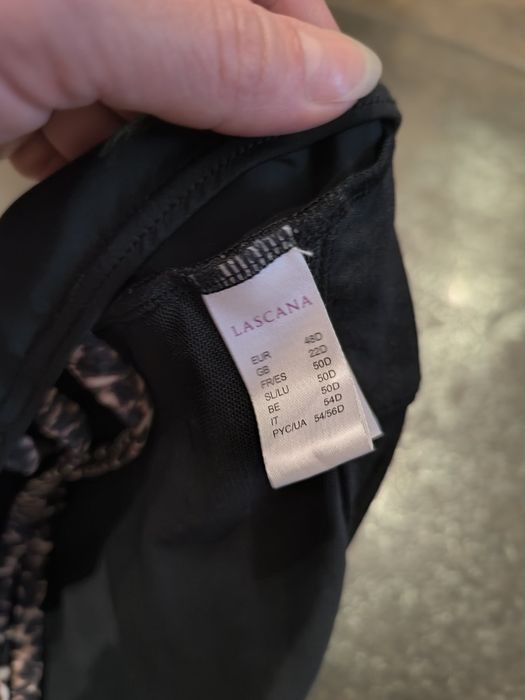 LASCANA
EUR 48D
GB 22D
FR/ES 50D
SL/LU 50D
BE 50D
IT 54D
PYC/UA 54/56D